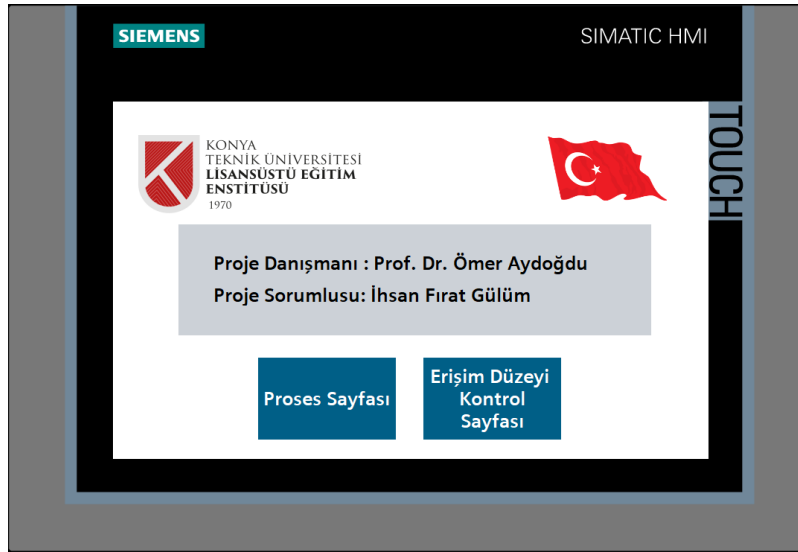 SIEMENS
SIMATIC HMI
TOUCH
KONYA
TEKNİK ÜNİVERSİTESİ
LİSANSÜSTÜ EĞİTİM
ENSTİTÜSÜ
1970
Proje Danışmanı : Prof. Dr. Ömer Aydoğdu
Proje Sorumlusu: İhsan Fırat Gülüm
Proses Sayfası
Erişim Düzeyi
Kontrol
Sayfası